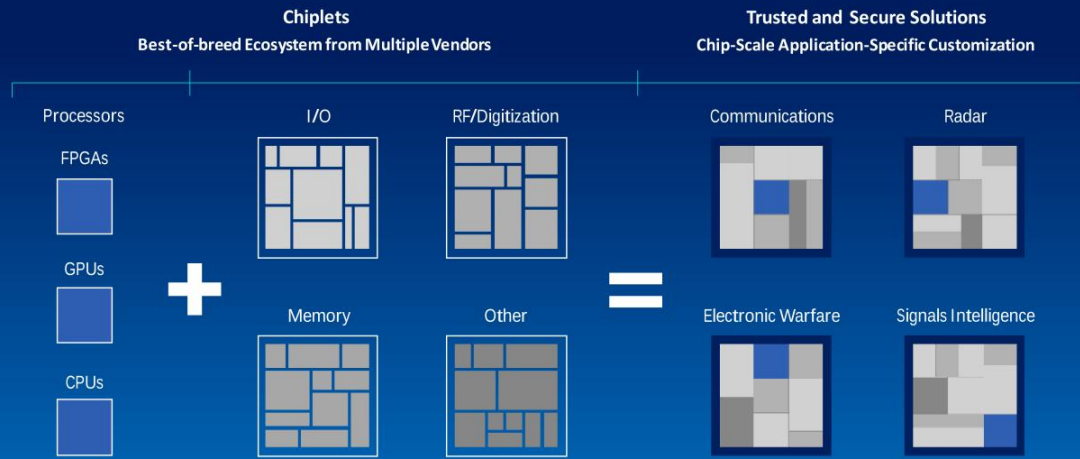 Chiplets
Best-of-breed Ecosystem from Multiple Vendors
Trusted and Secure Solutions
Chip-Scale Application-Specific Customization
Processors
FPGAs
GPUs
CPUs
I/O
RF/Digitization
Memory
Other
Communications
Radar
Electronic Warfare
Signals Intelligence